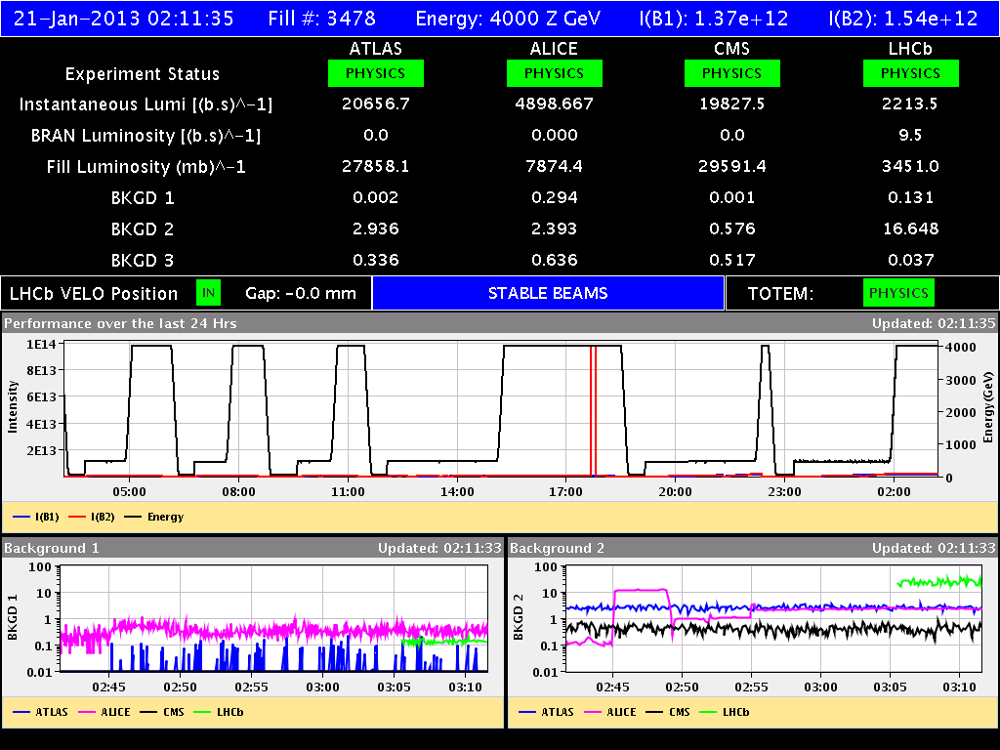 21-Jan-2013 02:11:35 Fill #: 3478 Energy: 4000 Z GeV I(B1): 1.37e+12 I(B2): 1.54e+12
ATLAS ALICE CMS LHCb
Experiment Status PHYSICS PHYSICS PHYSICS PHYSICS
Instantaneous Lumi [(b.s)^-1] 20656.7 4898.667 19827.5 2213.5
BRAN Luminosity [(b.s)^-1] 0.0 0.000 0.0 9.5
Fill Luminosity (mb)^-1 27858.1 7874.4 29591.4 3451.0
BKGD 1 0.002 0.294 0.001 0.131
BKGD 2 2.936 2.393 0.576 16.648
BKGD 3 0.336 0.636 0.517 0.037
LHCb VELO Position IN Gap: -0.0 mm STABLE BEAMS TOTEM: PHYSICS
Performance over the last 24 Hrs Updated: 02:11:35
Intensity
1E14
8E13
6E13
4E13
2E13
4000
3000
2000
1000
0
Energy(GeV)
05:00 08:00 11:00 14:00 17:00 20:00 23:00 02:00
I(B1) I(B2) Energy
Background 1 Updated: 02:11:33
BKGD 1
100
10
1
0.1
0.01
02:45 02:50 02:55 03:00 03:05 03:10
ATLAS ALICE CMS LHCb
Background 2 Updated: 02:11:33
BKGD 2
100
10
1
0.1
0.01
02:45 02:50 02:55 03:00 03:05 03:10
ATLAS ALICE CMS LHCb